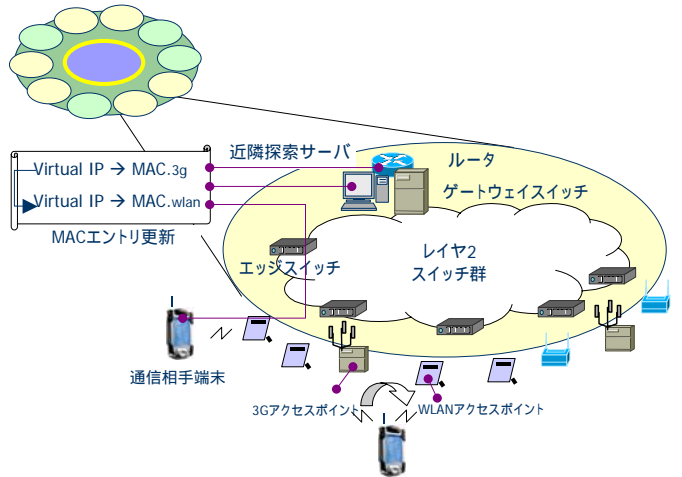 近隣探索サーバ
ルータ
Virtual IP → MAC.3g
Virtual IP → MAC.wlan
ゲートウェイスイッチ
MACエントリ更新
エッジスイッチ
レイヤ2
スイッチ群
通信相手端末
3Gアクセスポイント
WLANアクセスポイント